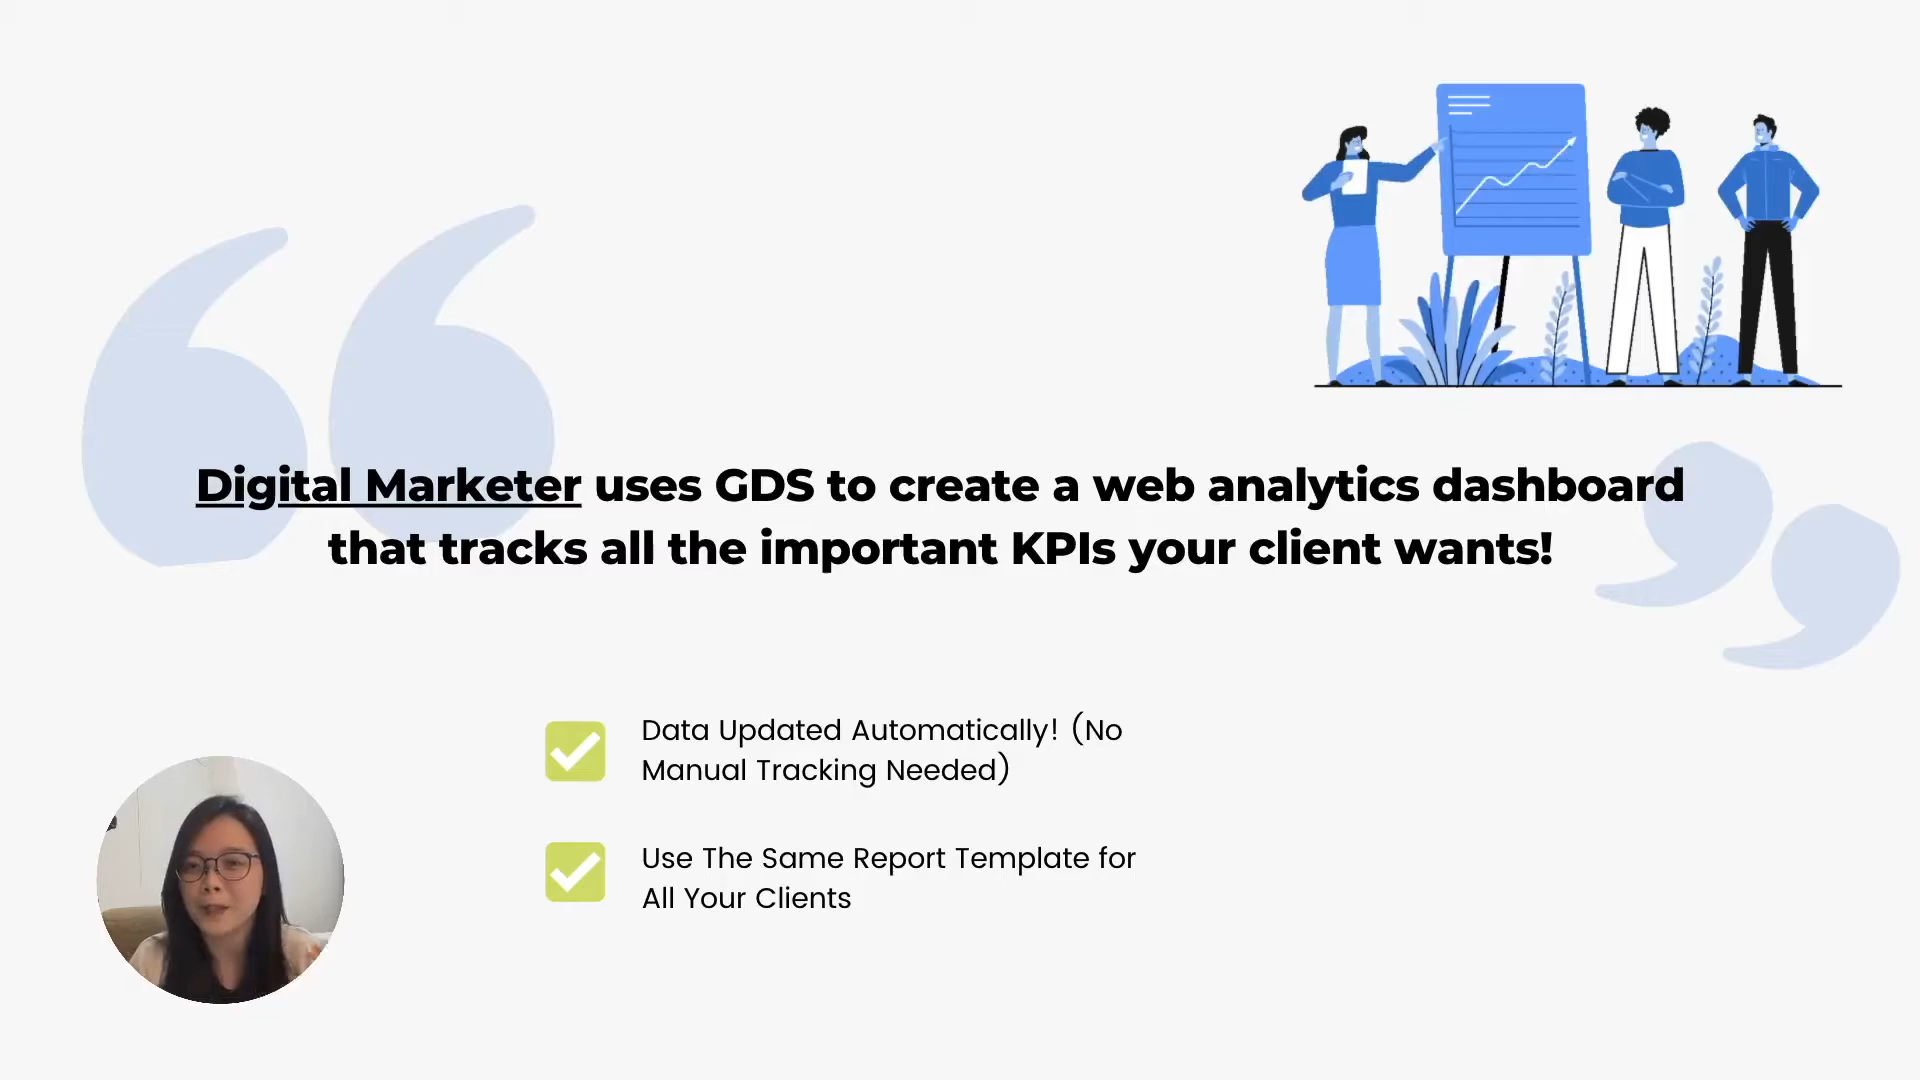 Digital Marketer uses GDS to create a web analytics dashboard
that tracks all the important KPIs your client wants!
Data Updated Automatically! (No
Manual Tracking Needed)
Use The Same Report Template for
All Your Clients